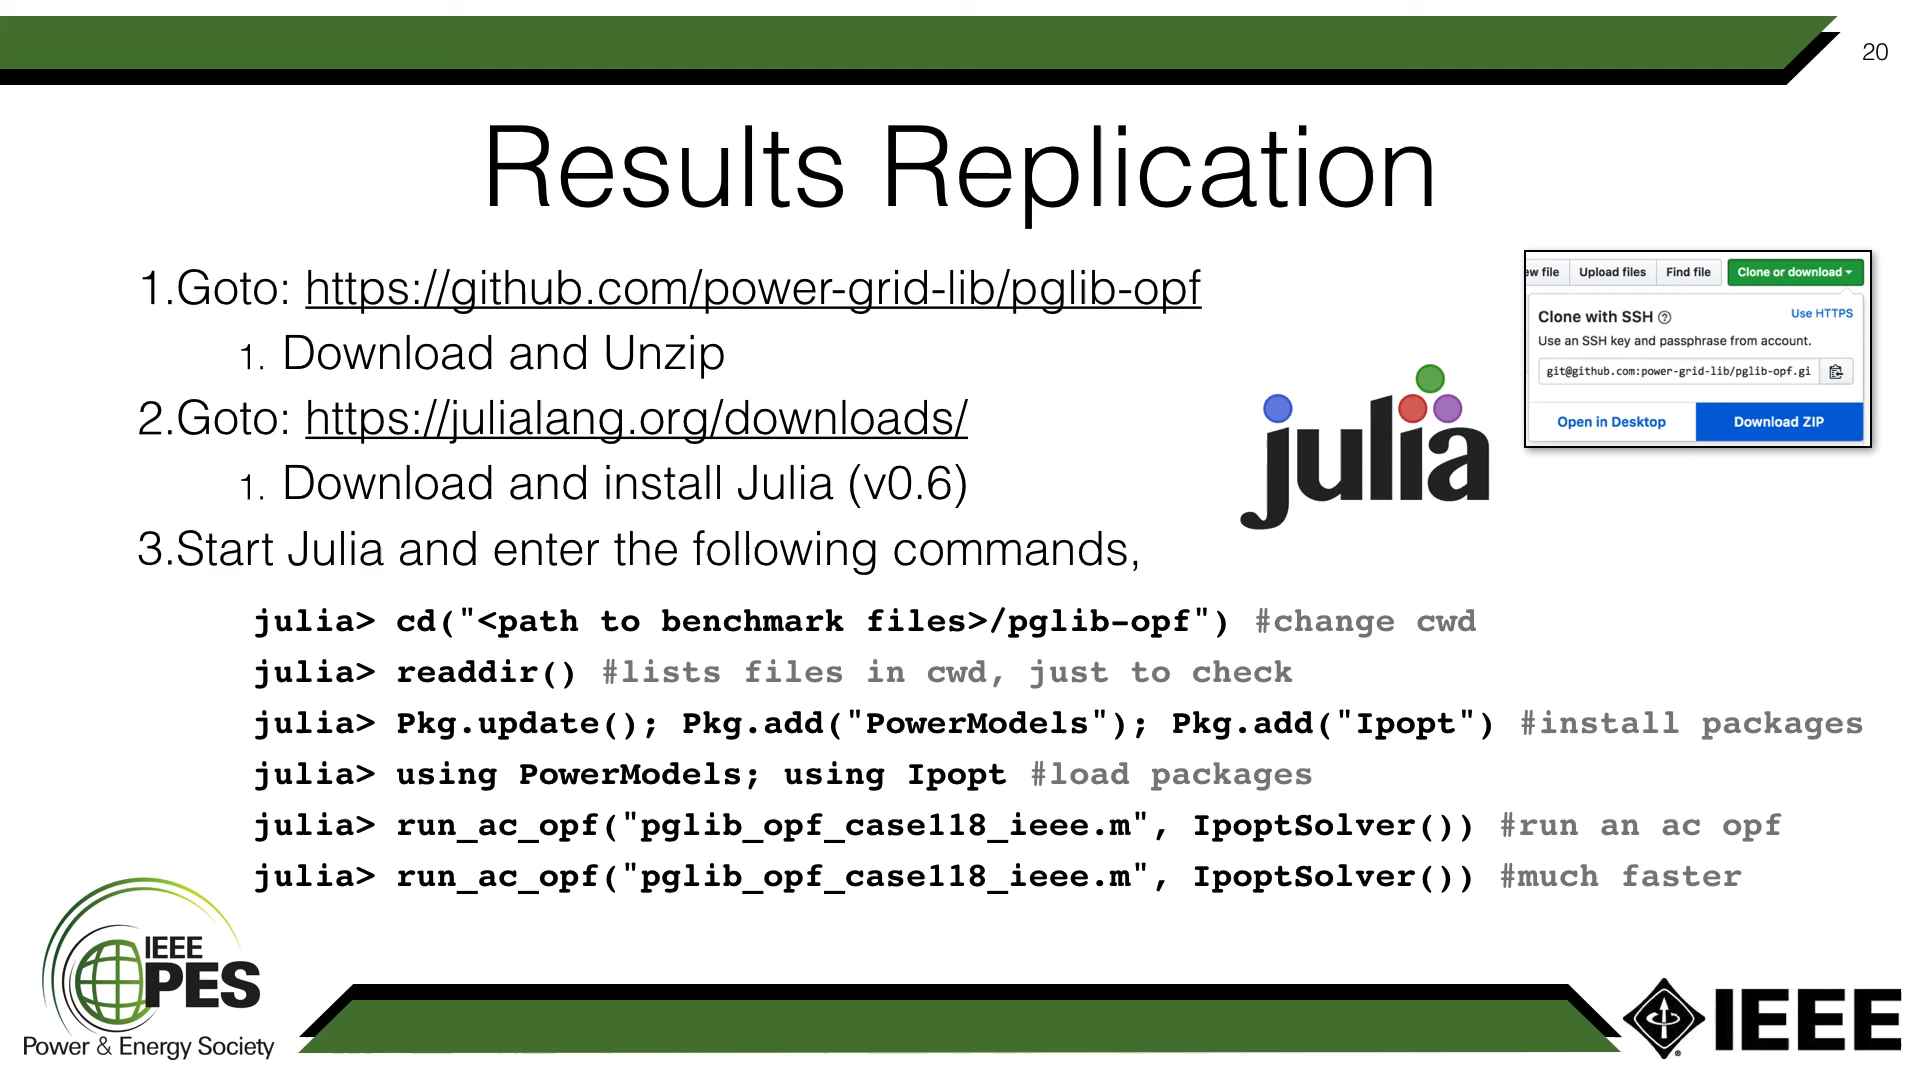 20
Results Replication
1.Goto: https://github.com/power-grid-lib/pglib-opf
1. Download and Unzip
2.Goto: https://julialang.org/downloads/
1. Download and install Julia (v0.6)
3.Start Julia and enter the following commands,
ew file Upload files Find file Clone or download
Clone with SSH ? Use HTTPS
Use an SSH key and passphrase from account.
git@github.com:power-grid-lib/pglib-opf.gi
Open in Desktop Download ZIP
julia
julia> cd("<path to benchmark files>/pglib-opf") #change cwd
julia> readdir() #lists files in cwd, just to check
julia> Pkg.update(); Pkg.add("PowerModels"); Pkg.add("Ipopt") #install packages
julia> using PowerModels; using Ipopt #load packages
julia> run_ac_opf("pglib_opf_case118_ieee.m", IpoptSolver()) #run an ac opf
julia> run_ac_opf("pglib_opf_case118_ieee.m", IpoptSolver()) #much faster
IEEE
PES
Power & Energy Society
IEEE